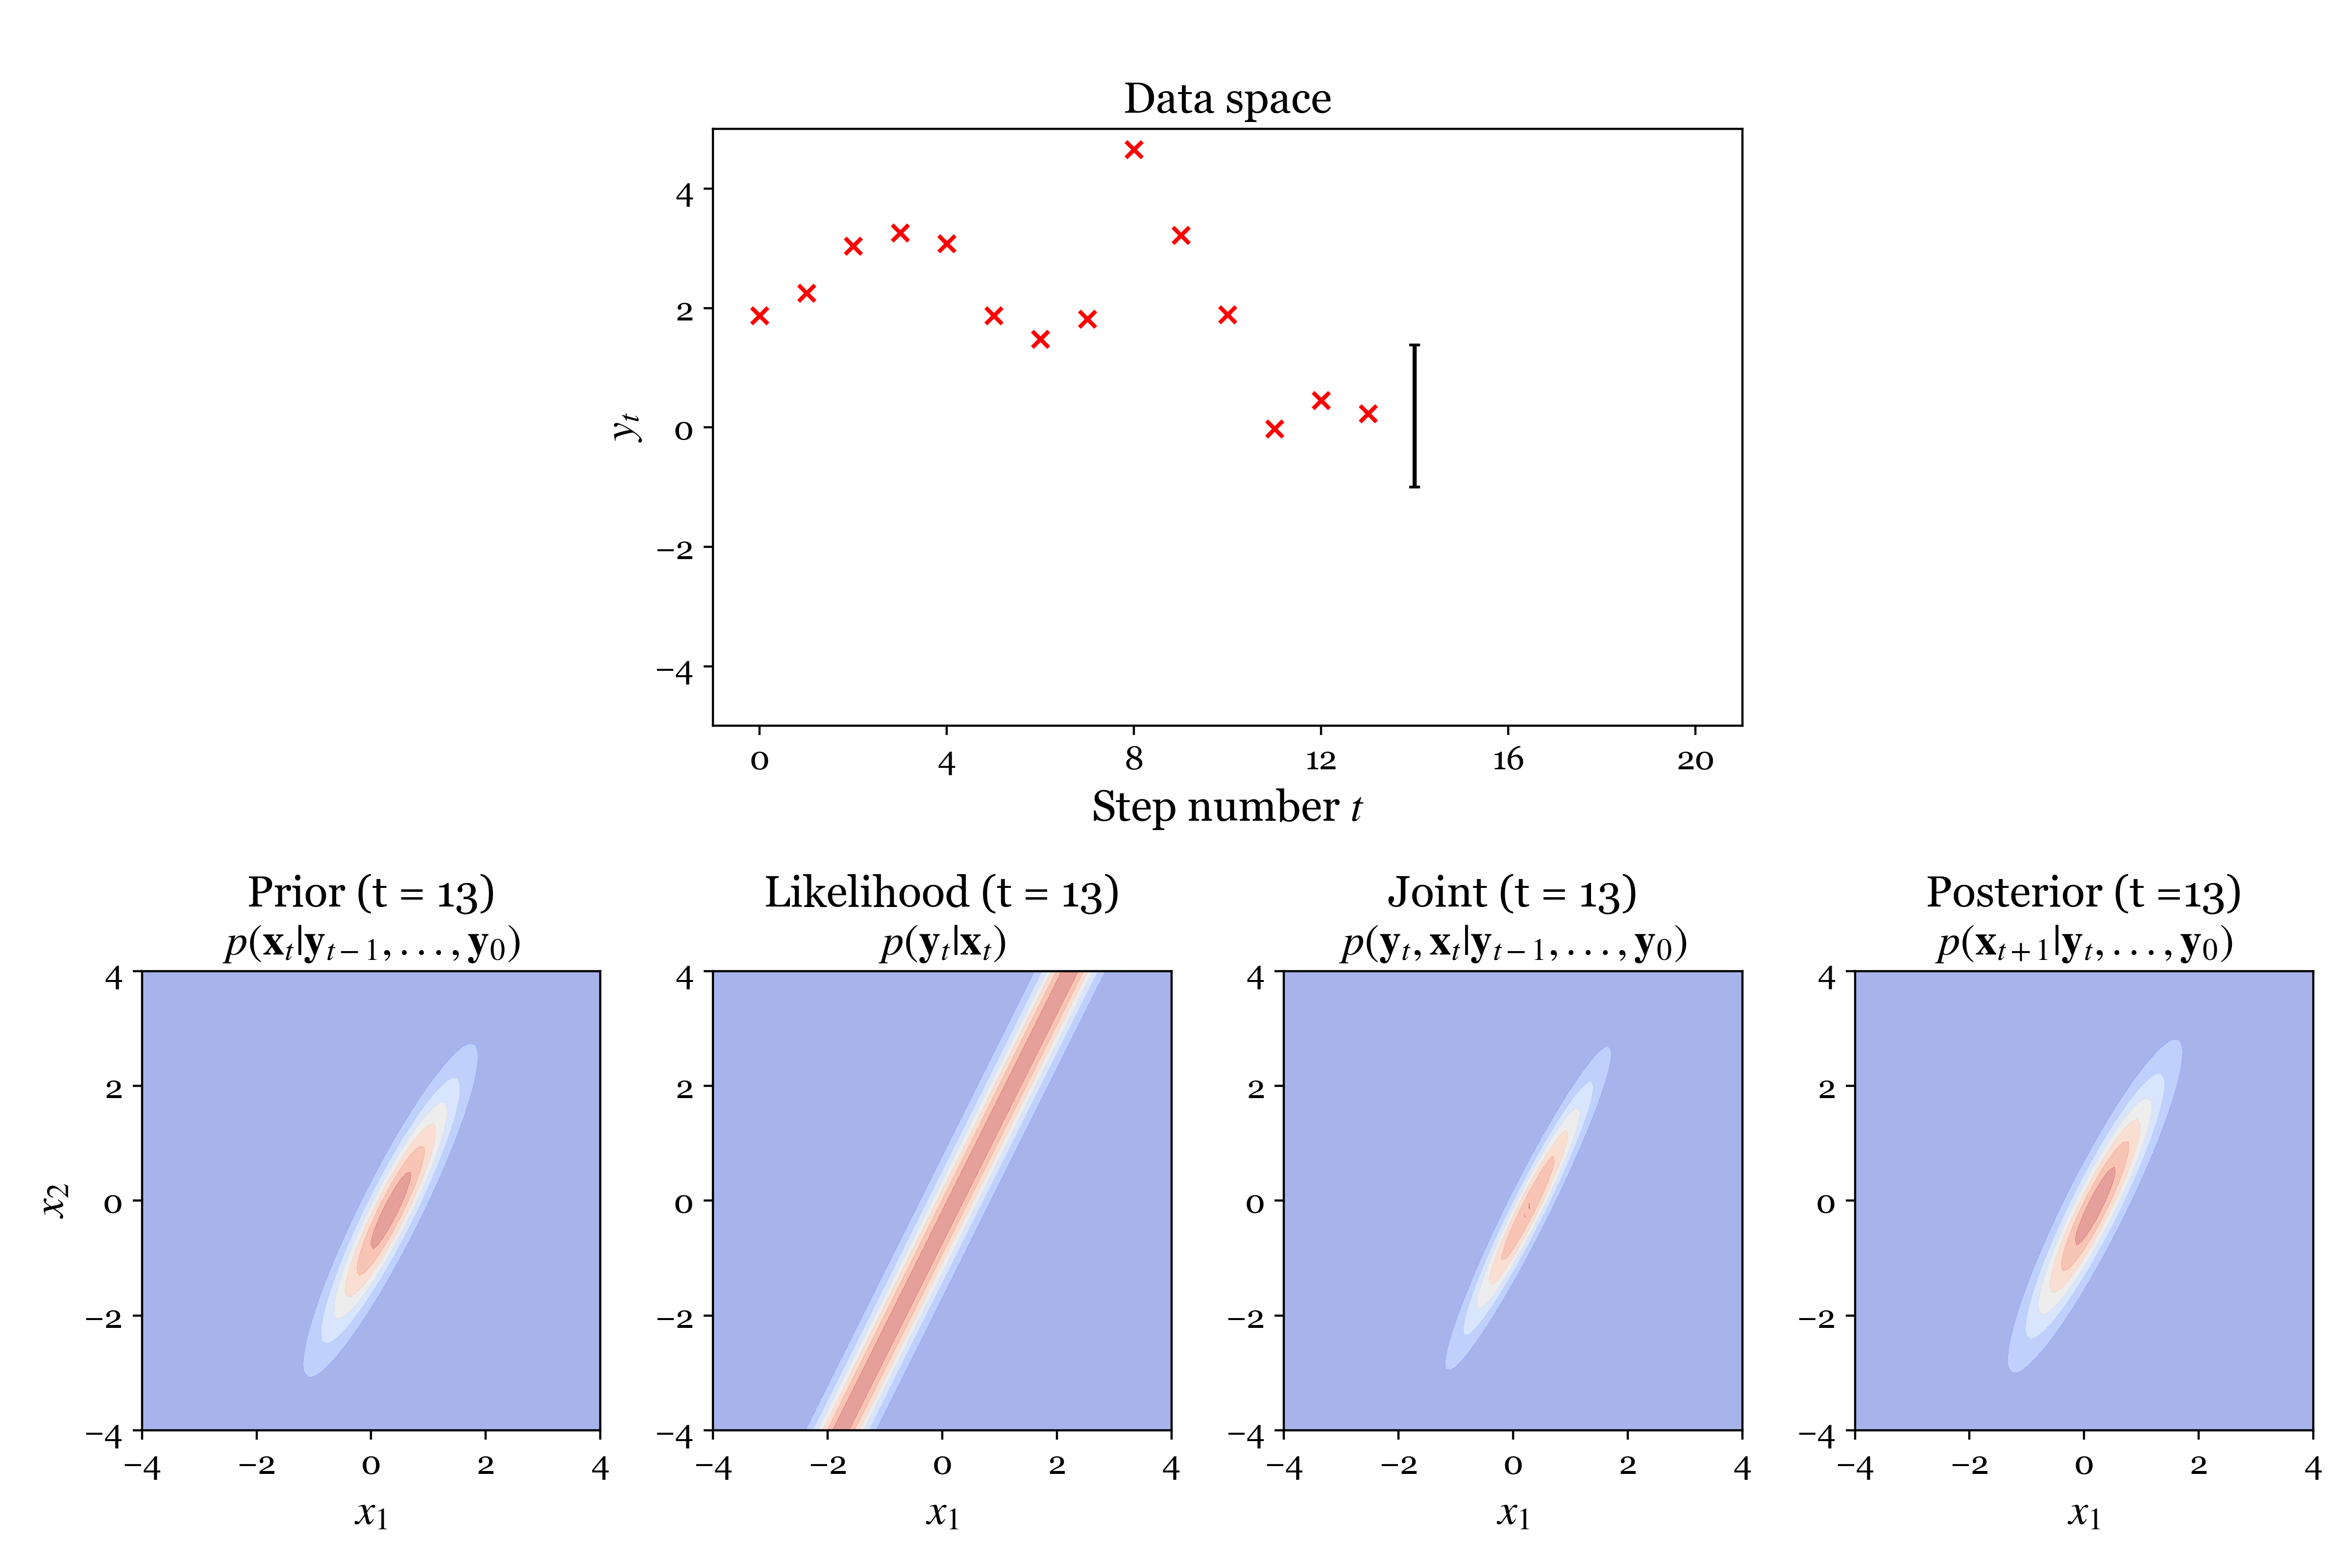 Data space
4
2
0
−2
−4
y_t
0 4 8 12 16 20
Step number t
Prior (t = 13)
p(x_t|y_{t−1}, . . . , y_0)
Likelihood (t = 13)
p(y_t|x_t)
Joint (t = 13)
p(y_t, x_t|y_{t−1}, . . . , y_0)
Posterior (t =13)
p(x_{t+1}|y_t, . . . , y_0)
4
2
0
−2
−4
x_2
−4 −2 0 2 4
x_1
4
2
0
−2
−4
−4 −2 0 2 4
x_1
4
2
0
−2
−4
−4 −2 0 2 4
x_1
4
2
0
−2
−4
−4 −2 0 2 4
x_1